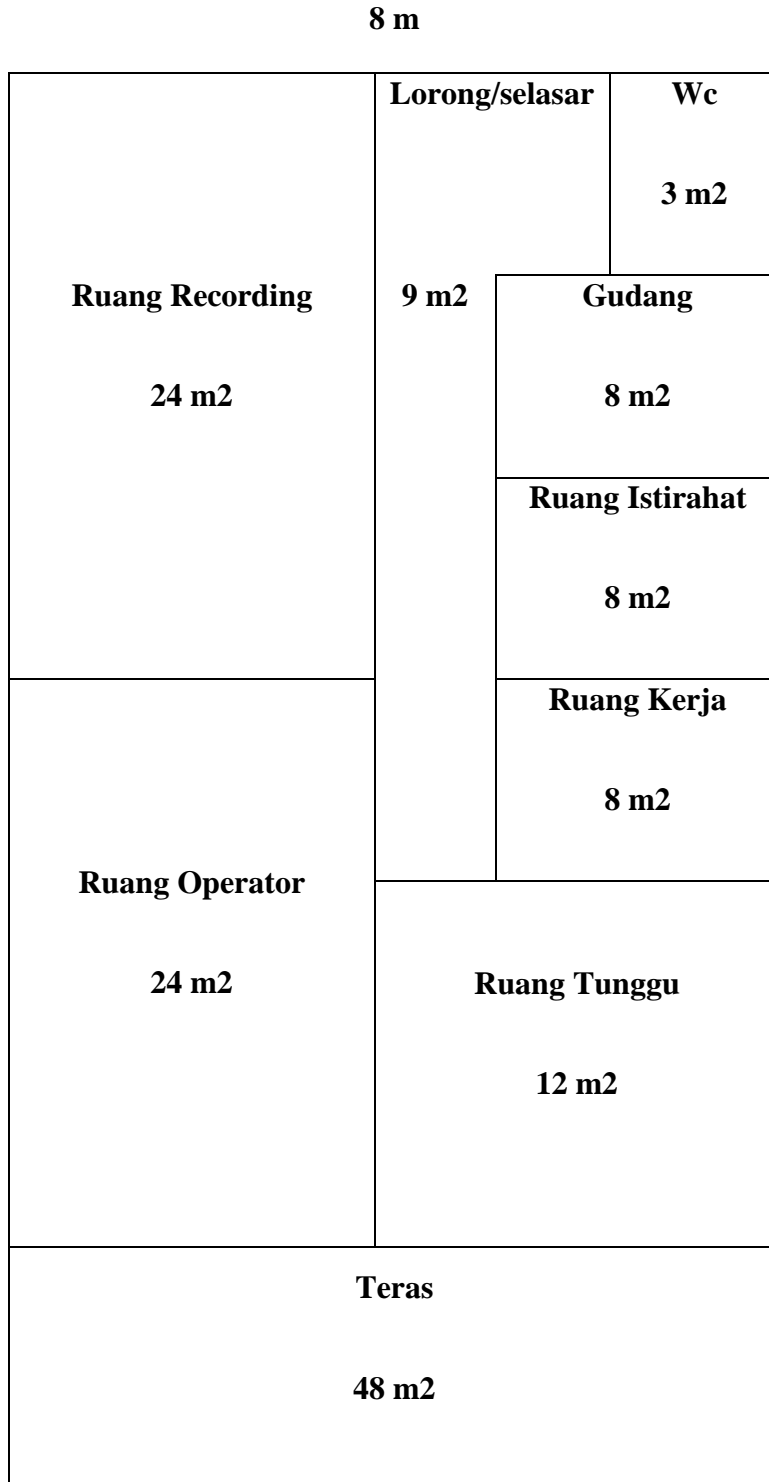 8 m
Lorong/selasar
Wc
3 m2
Ruang Recording
24 m2
9 m2
Gudang
8 m2
Ruang Istirahat
8 m2
Ruang Kerja
8 m2
Ruang Operator
24 m2
Ruang Tunggu
12 m2
Teras
48 m2